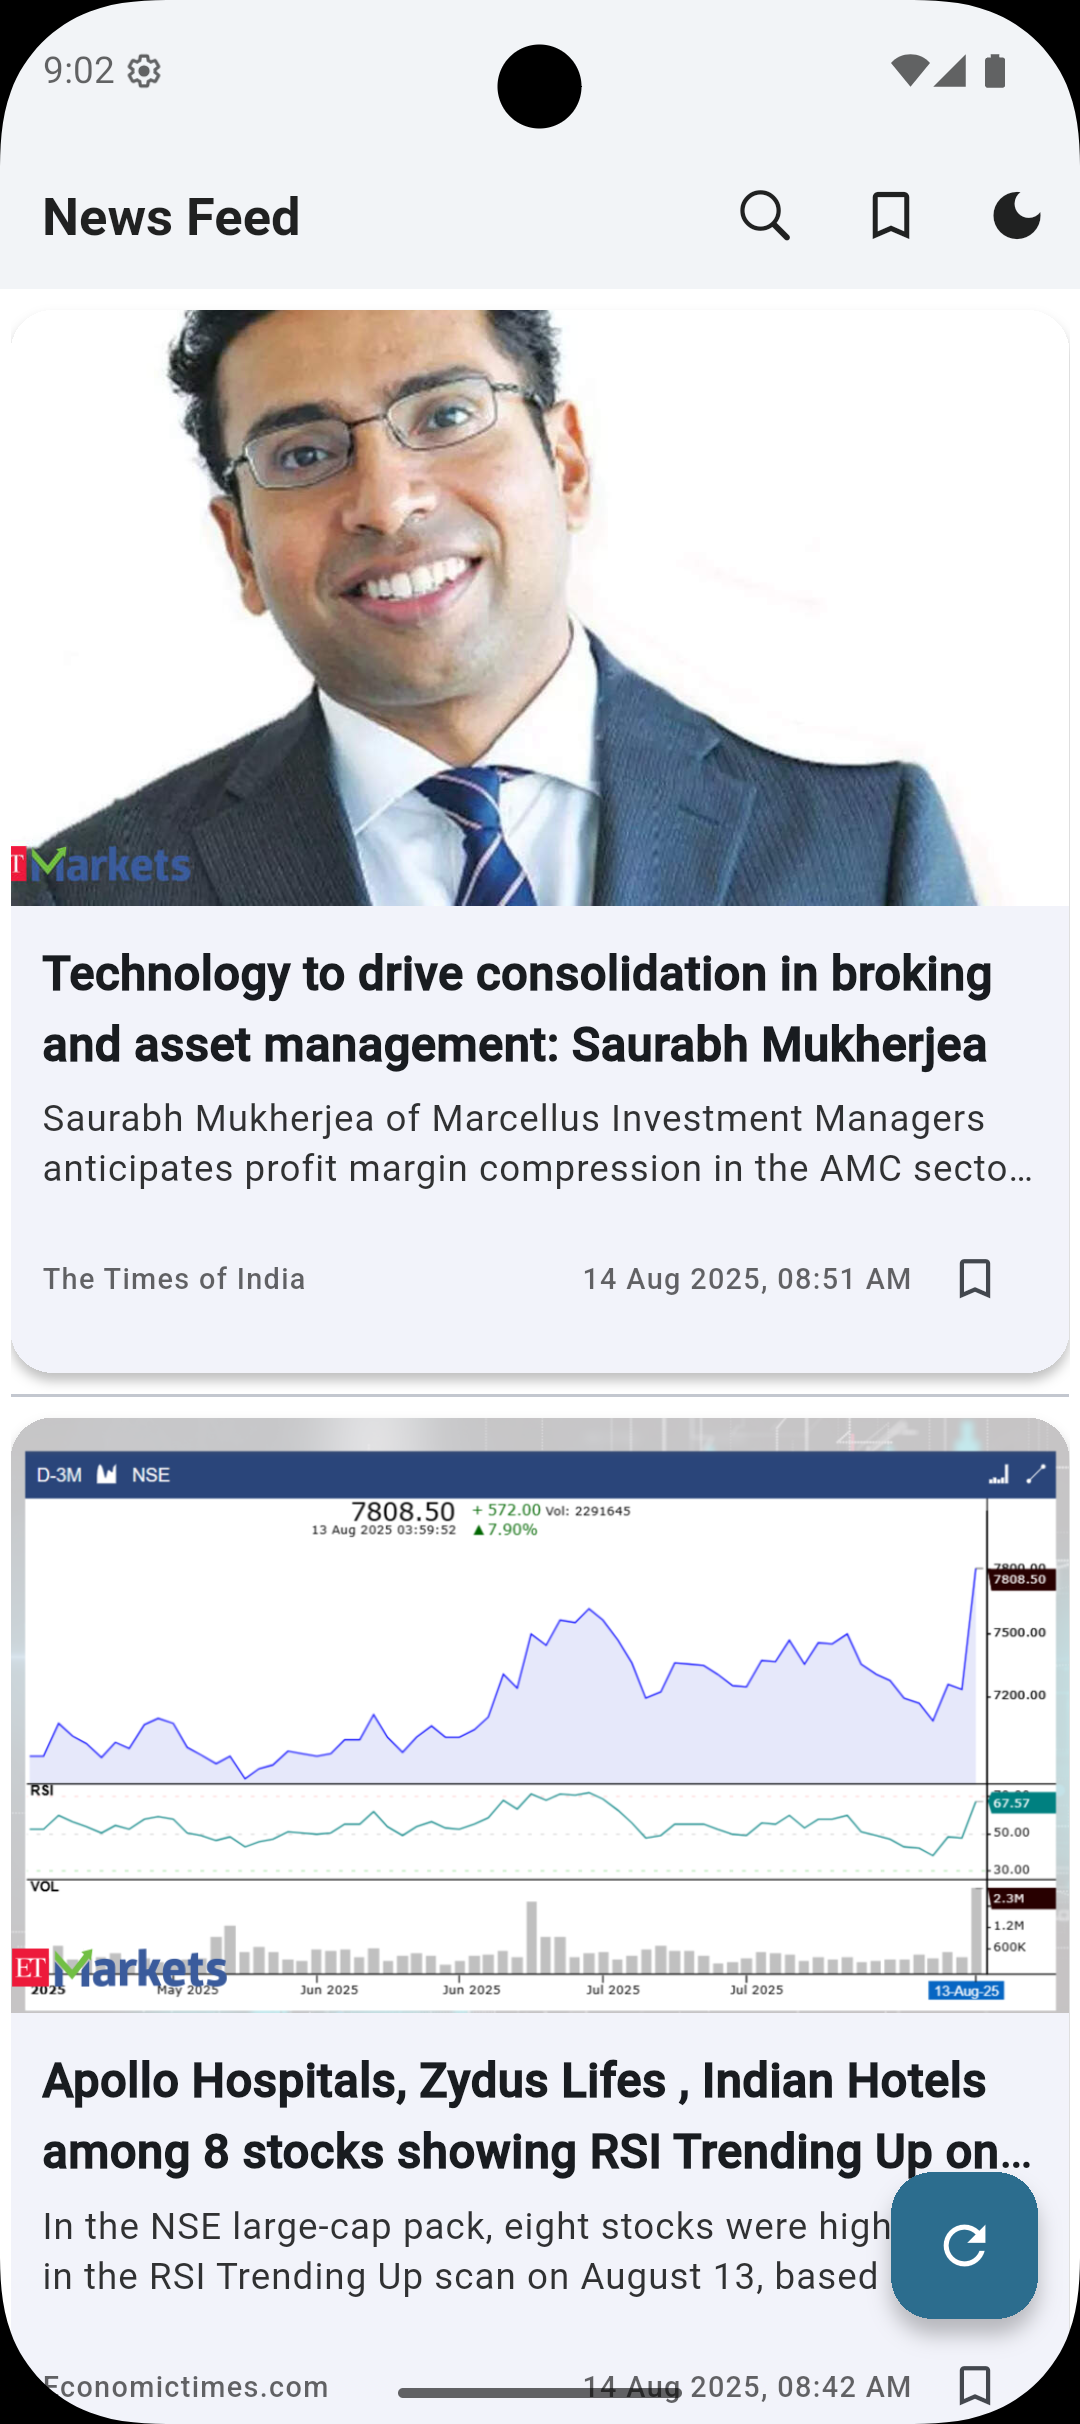 9:02
News Feed
T Markets
Technology to drive consolidation in broking
and asset management: Saurabh Mukherjea
Saurabh Mukherjea of Marcellus Investment Managers
anticipates profit margin compression in the AMC secto…
The Times of India 14 Aug 2025, 08:51 AM
D-3M NSE
7808.50 + 572.00 Vol: 2291645
13 Aug 2025 03:59:52 ▲7.90%
7800.00
7808.50
7500.00
7200.00
RSI
67.57
50.00
30.00
VOL
2.3M
1.2M
600K
ET Markets
2025 May 2025 Jun 2025 Jun 2025 Jul 2025 Jul 2025 13-Aug-25
Apollo Hospitals, Zydus Lifes , Indian Hotels
among 8 stocks showing RSI Trending Up on…
In the NSE large-cap pack, eight stocks were high
in the RSI Trending Up scan on August 13, based
Economictimes.com 14 Aug 2025, 08:42 AM